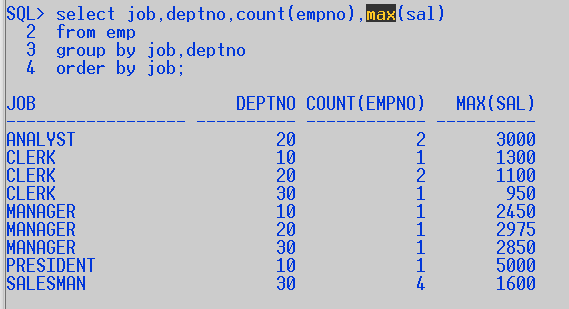 SQL> select job,deptno,count(empno),max(sal)
2 from emp
3 group by job,deptno
4 order by job;
JOB DEPTNO COUNT(EMPNO) MAX(SAL)
------------------ ---------- ------------ ----------
ANALYST 20 2 3000
CLERK 10 1 1300
CLERK 20 2 1100
CLERK 30 1 950
MANAGER 10 1 2450
MANAGER 20 1 2975
MANAGER 30 1 2850
PRESIDENT 10 1 5000
SALESMAN 30 4 1600